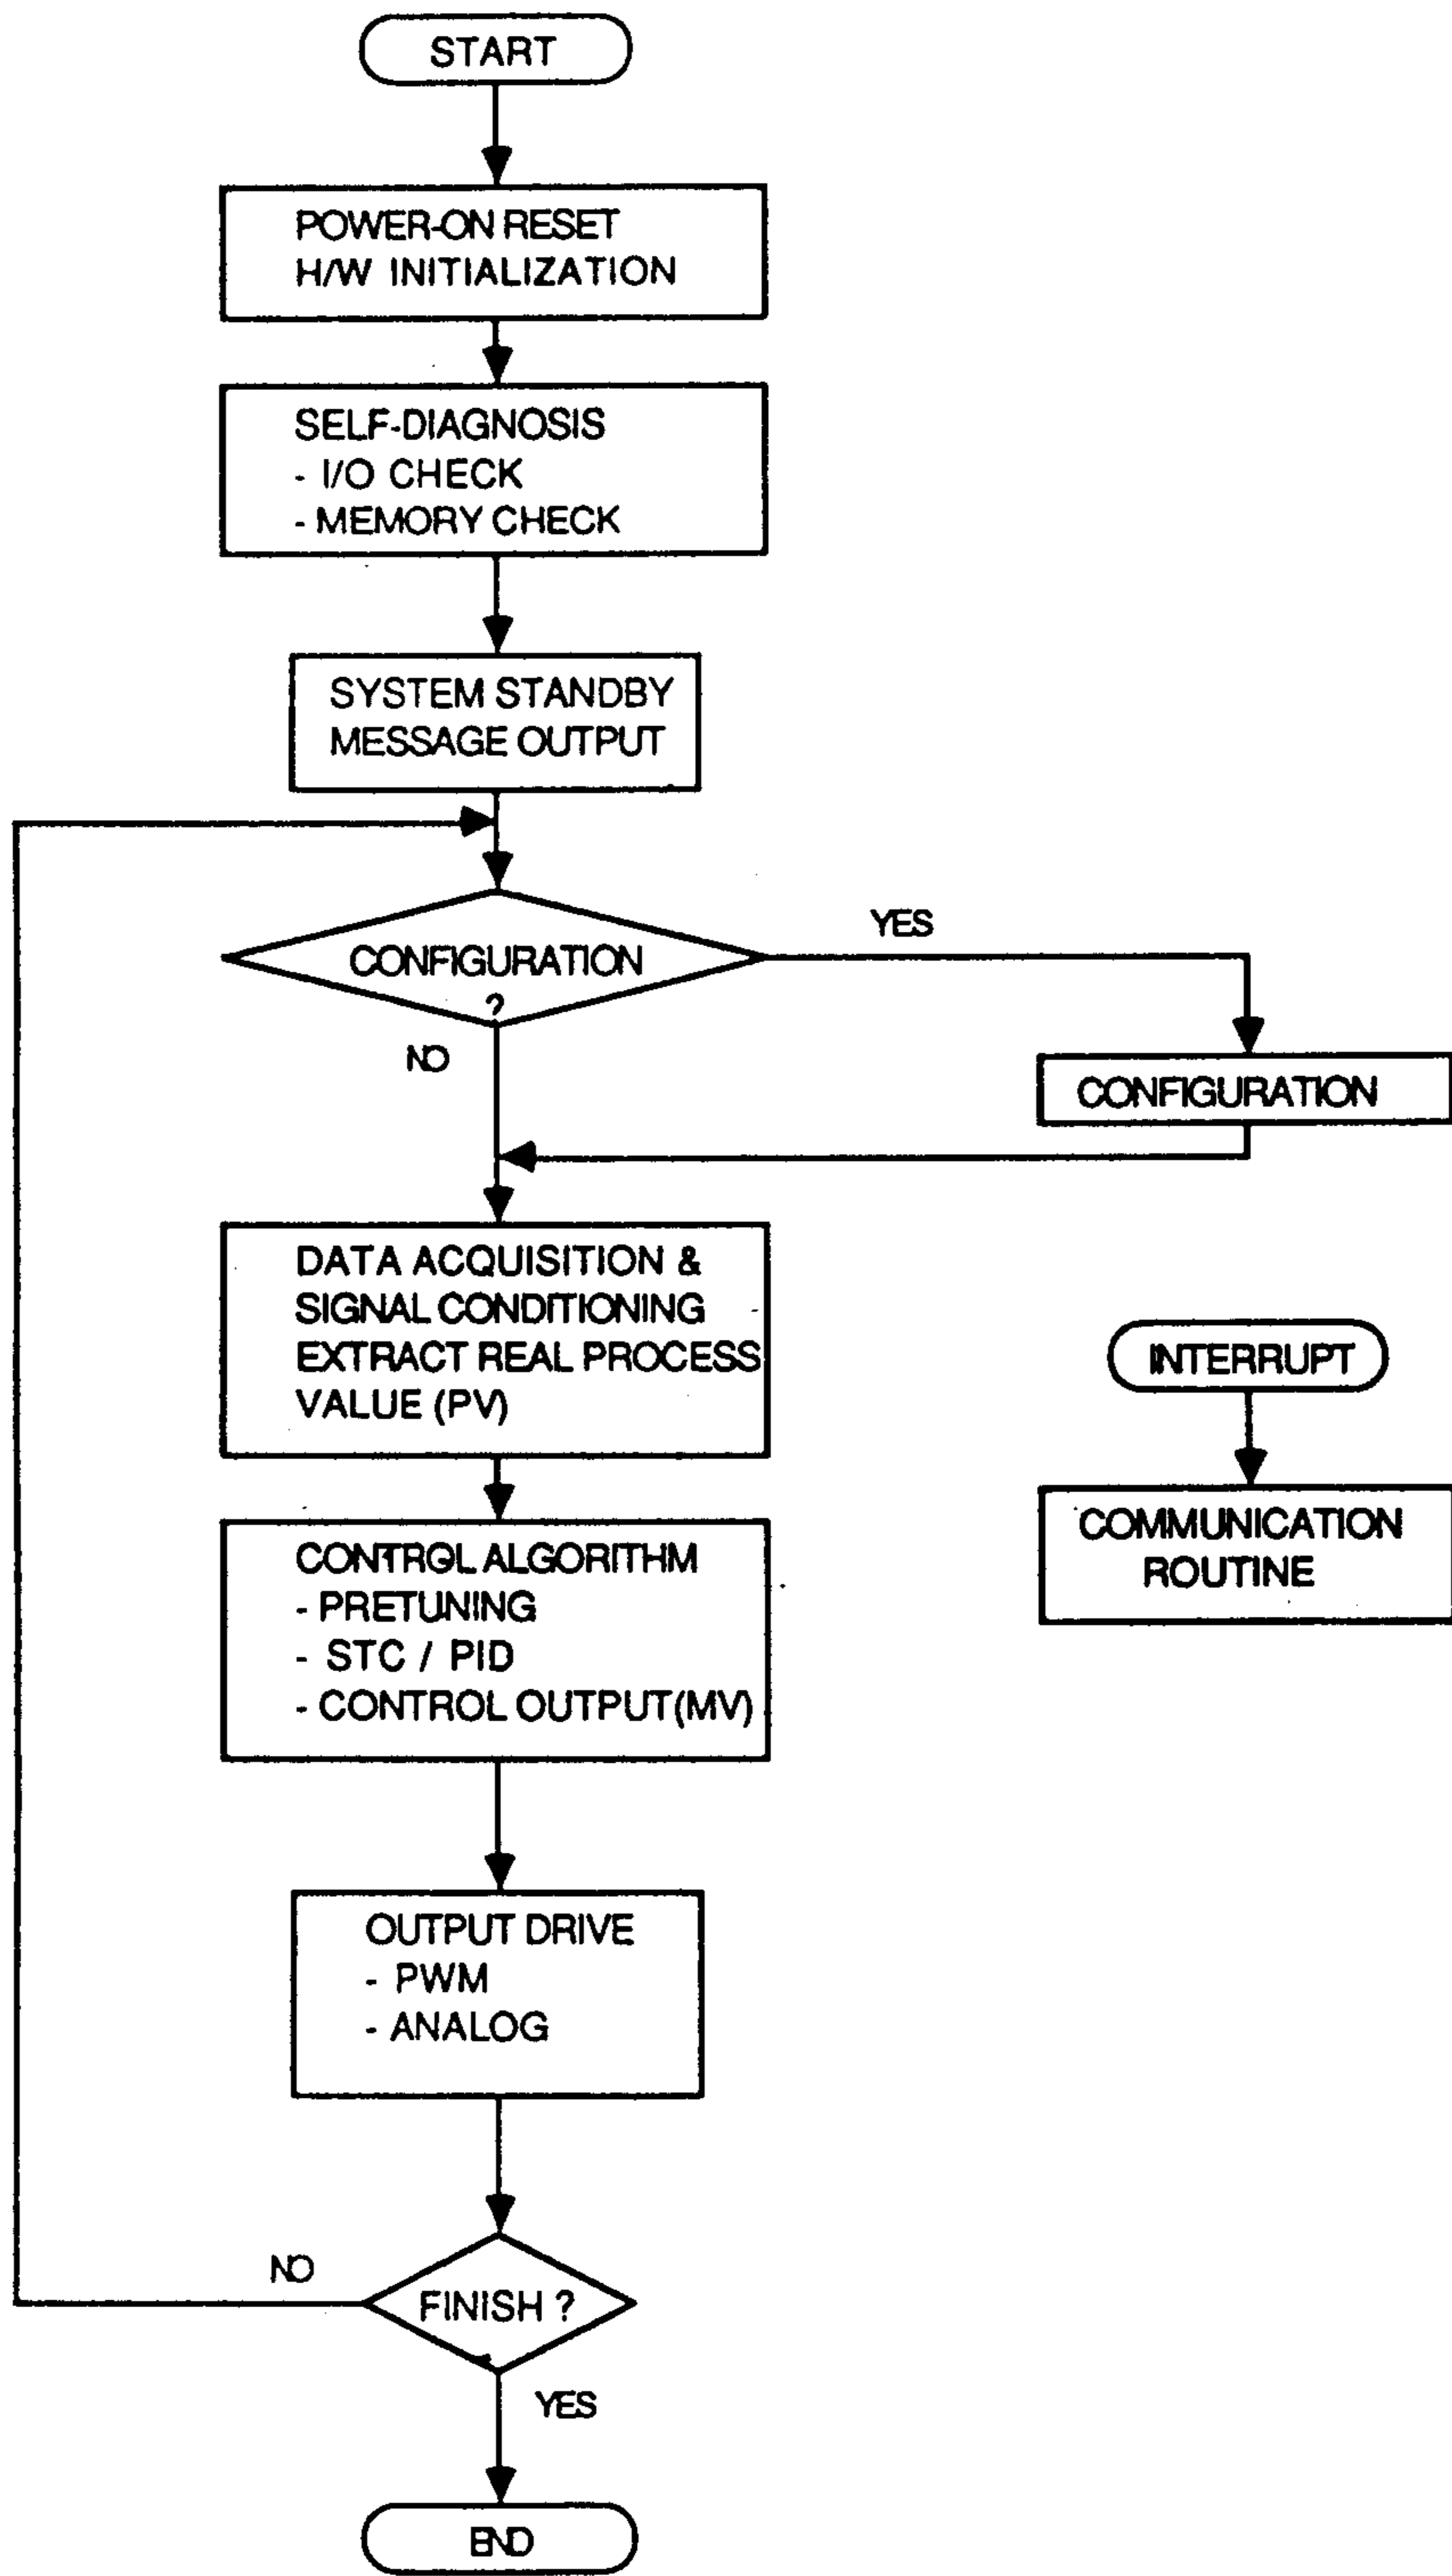 START
POWER-ON RESET
H/W INITIALIZATION
SELF-DIAGNOSIS
- I/O CHECK
- MEMORY CHECK
SYSTEM STANDBY
MESSAGE OUTPUT
CONFIGURATION
?
YES
NO
CONFIGURATION
DATA ACQUISITION &
SIGNAL CONDITIONING
EXTRACT REAL PROCESS
VALUE (PV)
INTERRUPT
COMMUNICATION
ROUTINE
CONTROL ALGORITHM
- PRETUNING
- STC / PID
- CONTROL OUTPUT(MV)
OUTPUT DRIVE
- PWM
- ANALOG
NO
FINISH ?
YES
END